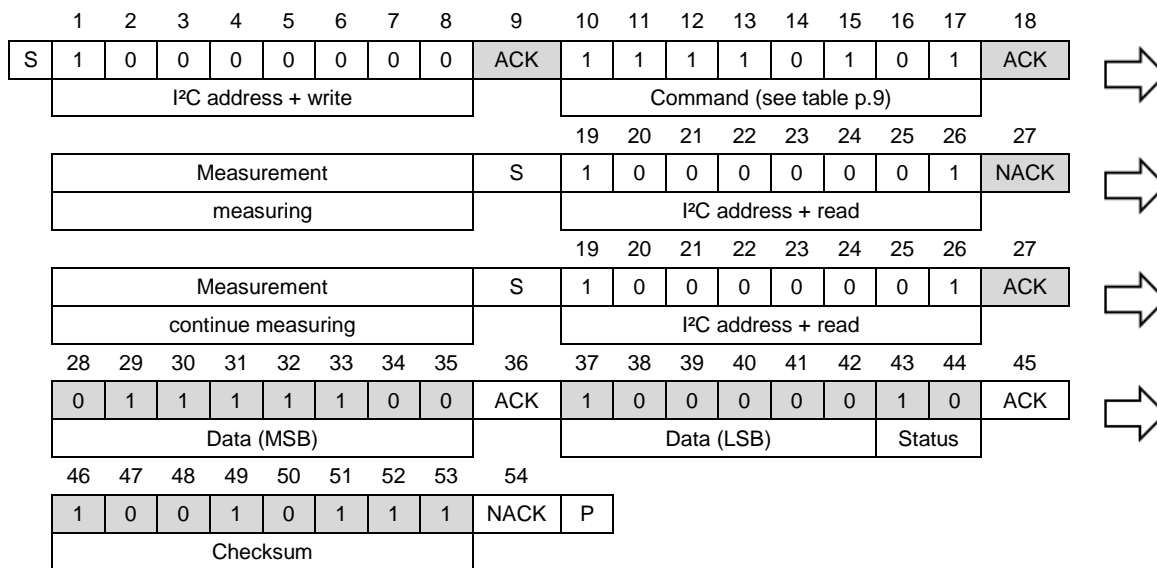 1 2 3 4 5 6 7 8 9 10 11 12 13 14 15 16 17 18
S 1 0 0 0 0 0 0 0 ACK 1 1 1 1 0 1 0 1 ACK
I²C address + write Command (see table p.9)
19 20 21 22 23 24 25 26 27
Measurement S 1 0 0 0 0 0 0 1 NACK
measuring I²C address + read
19 20 21 22 23 24 25 26 27
Measurement S 1 0 0 0 0 0 0 1 ACK
continue measuring I²C address + read
28 29 30 31 32 33 34 35 36 37 38 39 40 41 42 43 44 45
0 1 1 1 1 1 0 0 ACK 1 0 0 0 0 0 1 0 ACK
Data (MSB) Data (LSB) Status
46 47 48 49 50 51 52 53 54
1 0 0 1 0 1 1 1 NACK P
Checksum